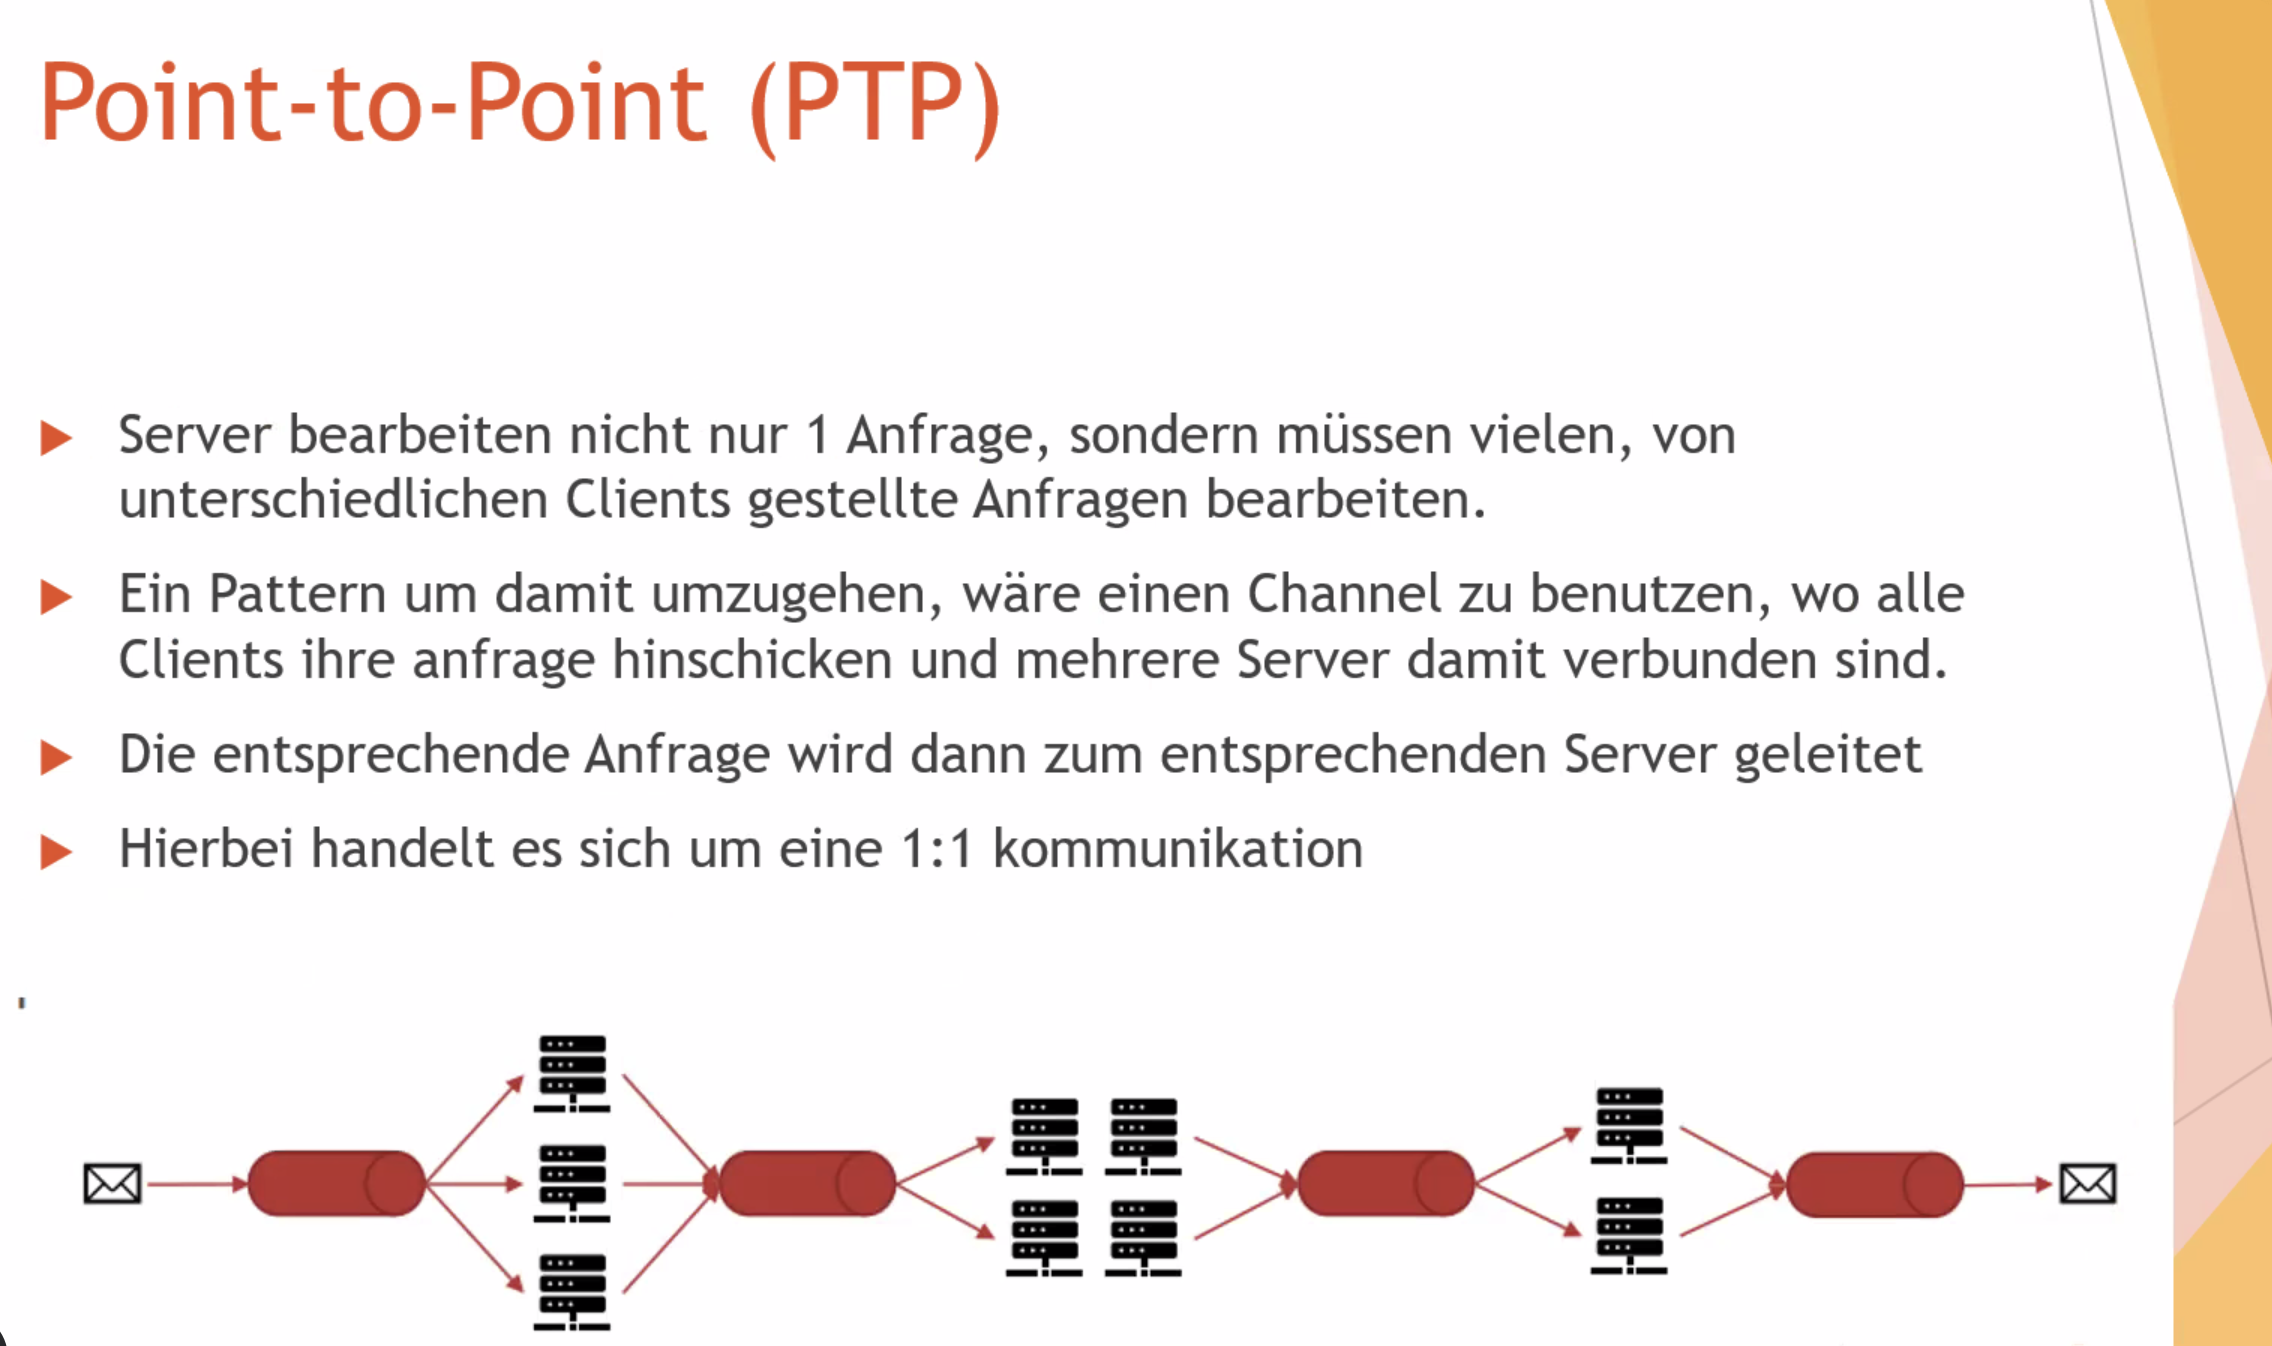 Point-to-Point (PTP)
Server bearbeiten nicht nur 1 Anfrage, sondern müssen vielen, von
unterschiedlichen Clients gestellte Anfragen bearbeiten.
Ein Pattern um damit umzugehen, wäre einen Channel zu benutzen, wo alle
Clients ihre anfrage hinschicken und mehrere Server damit verbunden sind.
Die entsprechende Anfrage wird dann zum entsprechenden Server geleitet
Hierbei handelt es sich um eine 1:1 kommunikation